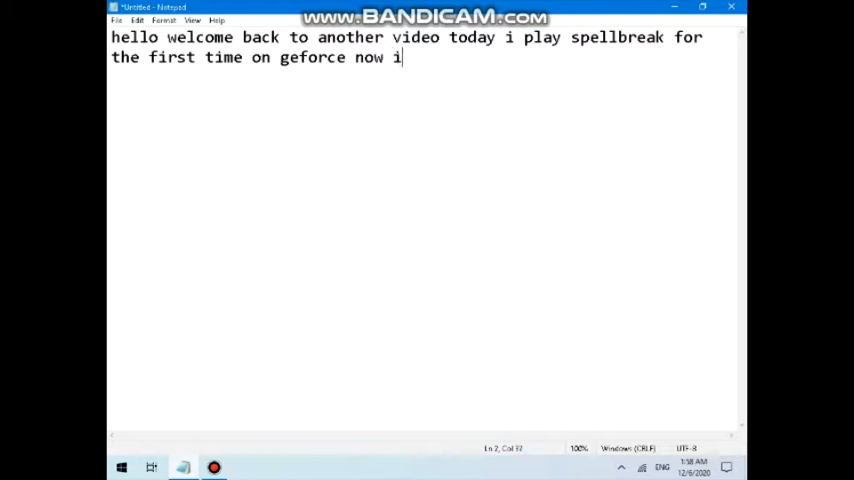 *Untitled - Notepad
www.BANDICAM.com
File Edit Format View Help
hello welcome back to another video today i play spellbreak for
the first time on geforce now i
Ln 2, Col 32 100% Windows (CRLF) UTF-8
ENG 1:58 AM
12/6/2020